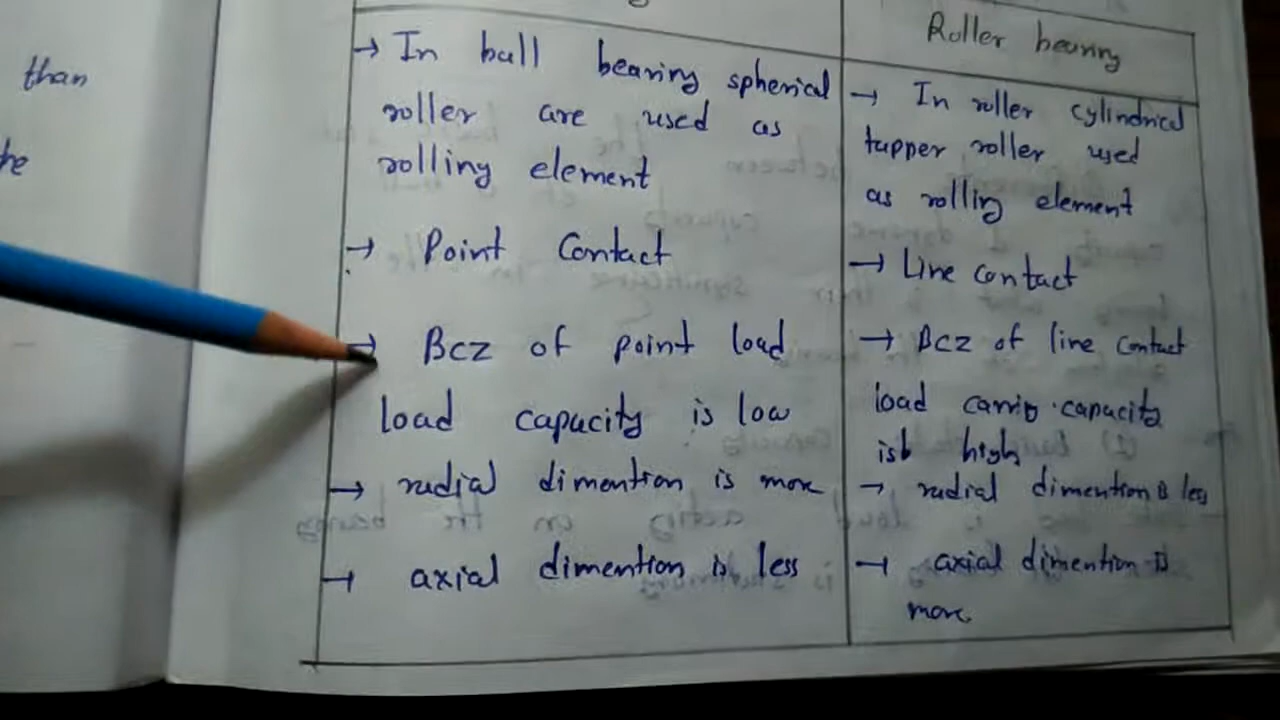 than
he
Roller bearing
→ In ball bearing spherical
roller are used as
rolling element
→ Point Contact
→ Bcz of point load
load capacity is low
→ radial dimention is more
→ axial dimention is less
→ In roller cylindrical
tapper roller used
as rolling element
→ Line contact
→ Bcz of line contact
load carrig capacity
isb high
→ radial dimention is less
→ axial dimention is
more